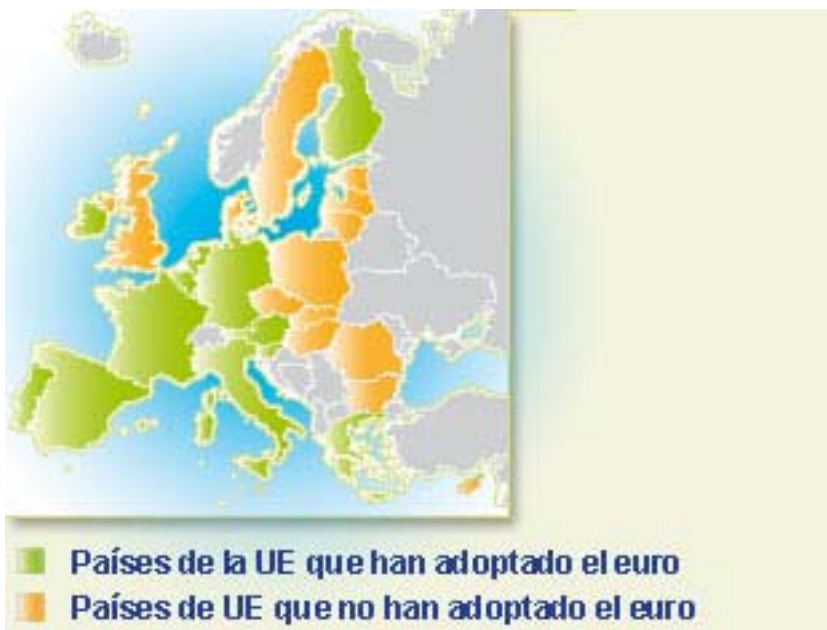 Países de la UE que han adoptado el euro
Países de UE que no han adoptado el euro